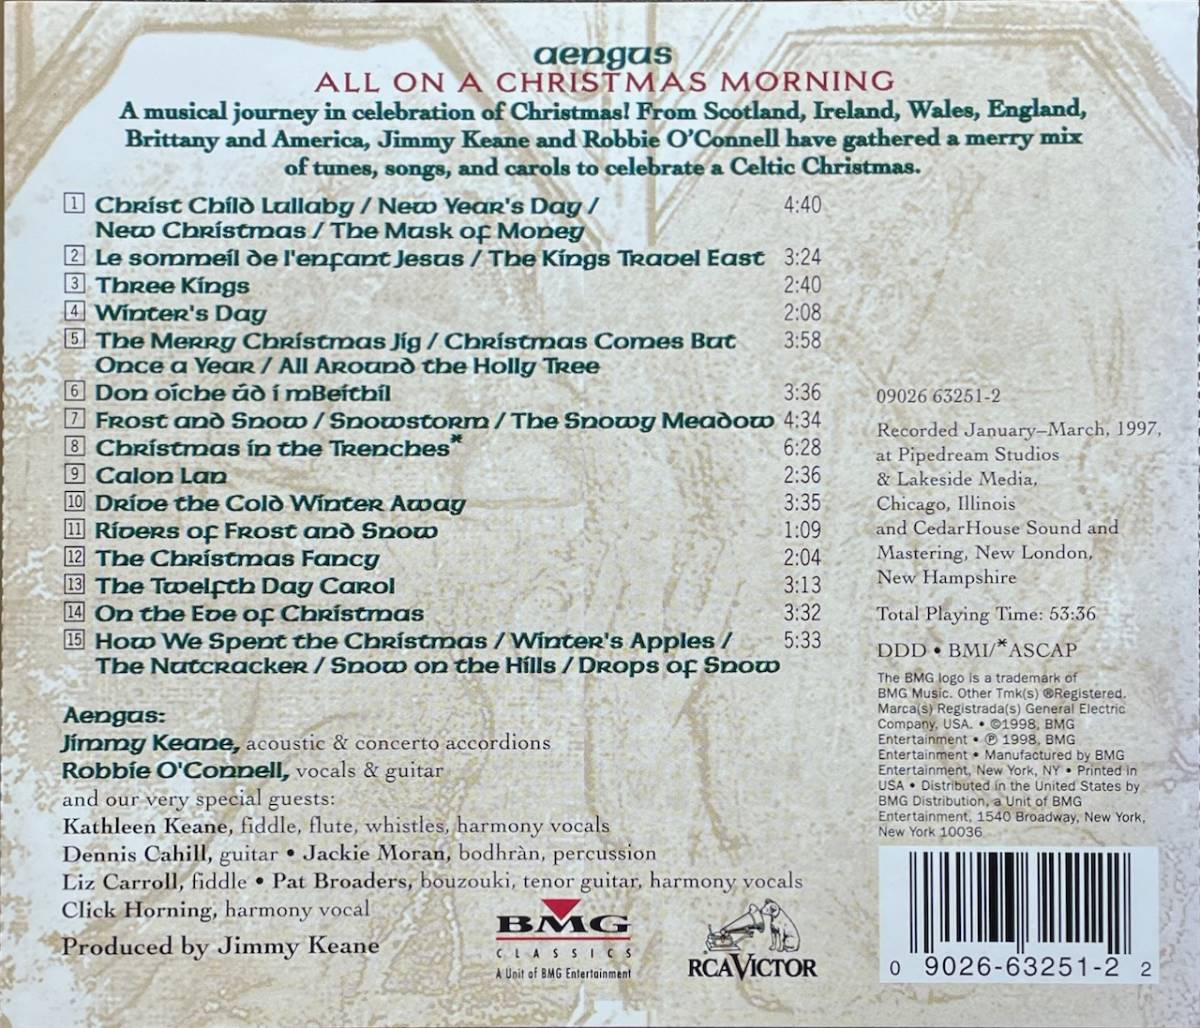 aengus
ALL ON A CHRISTMAS MORNING
A musical journey in celebration of Christmas! From Scotland, Ireland, Wales, England,
Brittany and America, Jimmy Keane and Robbie O'Connell have gathered a merry mix
of tunes, songs, and carols to celebrate a Celtic Christmas.
1 Christ Child Lullaby / New Year's Day / 4:40
New Christmas / The Musk of Money
2 Le sommeil de l'enfant Jesus / The Kings Travel East 3:24
3 Three Kings 2:40
4 Winter's Day 2:08
5 The Merry Christmas Jig / Christmas Comes But 3:58
Once a Year / All Around the Holly Tree
6 Don oíche úd i mBeithil 3:36
7 Frost and Snow / Snowstorm / The Snowy Meadow 4:34
8 Christmas in the Trenches* 6:28
9 Calon Lan 2:36
10 Drive the Cold Winter Away 3:35
11 Rivers of Frost and Snow 1:09
12 The Christmas Fancy 2:04
13 The Twelfth Day Carol 3:13
14 On the Eve of Christmas 3:32
15 How We Spent the Christmas / Winter's Apples / 5:33
The Nutcracker / Snow on the Hills / Drops of Snow
Aengus:
Jimmy Keane, acoustic & concerto accordions
Robbie O'Connell, vocals & guitar
and our very special guests:
Kathleen Keane, fiddle, flute, whistles, harmony vocals
Dennis Cahill, guitar • Jackie Moran, bodhràn, percussion
Liz Carroll, fiddle • Pat Broaders, bouzouki, tenor guitar, harmony vocals
Click Horning, harmony vocal
Produced by Jimmy Keane
BMG
CLASSICS
A Unit of BMG Entertainment
RCA VICTOR
09026 63251-2
Recorded January–March, 1997,
at Pipedream Studios
& Lakeside Media,
Chicago, Illinois
and CedarHouse Sound and
Mastering, New London,
New Hampshire
Total Playing Time: 53:36
DDD • BMI/*ASCAP
The BMG logo is a trademark of
BMG Music. Other Tmk(s) ®Registered.
Marca(s) Registrada(s) General Electric
Company, USA. • ©1998, BMG
Entertainment • ℗ 1998, BMG
Entertainment • Manufactured by BMG
Entertainment, New York, NY • Printed in
USA • Distributed in the United States by
BMG Distribution, a Unit of BMG
Entertainment, 1540 Broadway, New York,
New York 10036
0 9026-63251-2 2